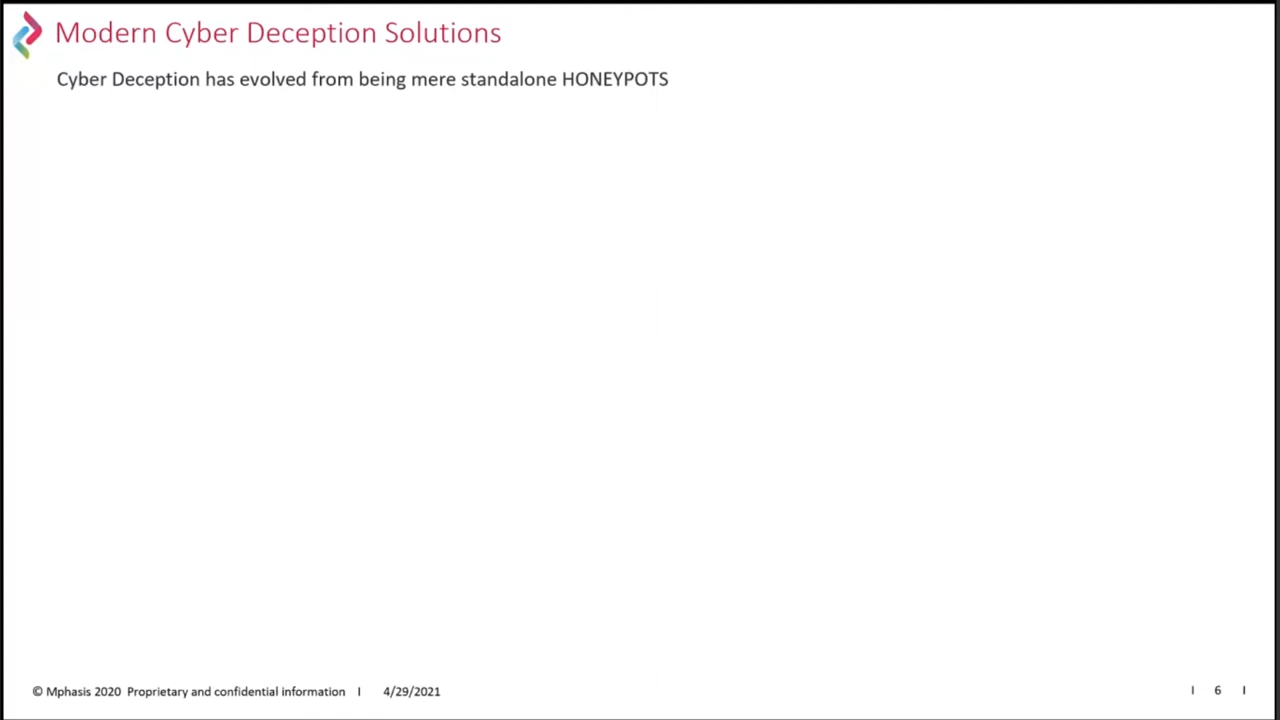 Modern Cyber Deception Solutions
Cyber Deception has evolved from being mere standalone HONEYPOTS
© Mphasis 2020 Proprietary and confidential information I 4/29/2021
I 6 I